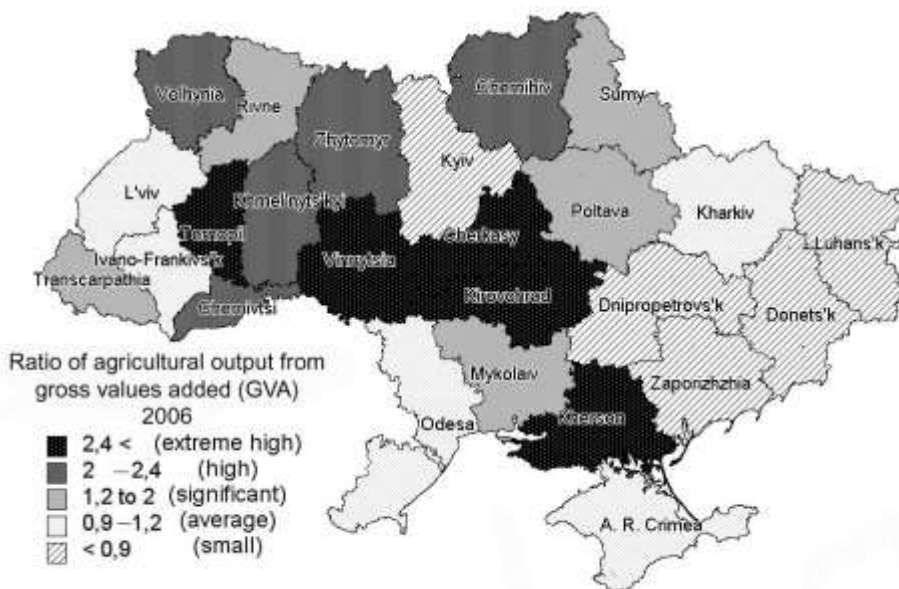 Volhynia
Rivne
Zhytomyr
Chernihiv
Sumy
Kyiv
L'viv
Khmel'nyts'kyi
Ternopil
Poltava
Kharkiv
LLuhans'k
Cherkasy
Vinnytsia
Ivano-Frankivs'k
Transcarpathia
Chernivtsi
Kirovohrad
Dnipropetrovs'k
Donets'k
Mykolaiv
Zaporizhzhia
Odesa
Kherson
A. R. Crimea
Ratio of agricultural output from
gross values added (GVA)
2006
2,4 < (extreme high)
2 –2,4 (high)
1,2 to 2 (significant)
0,9 –1,2 (average)
< 0,9 (small)